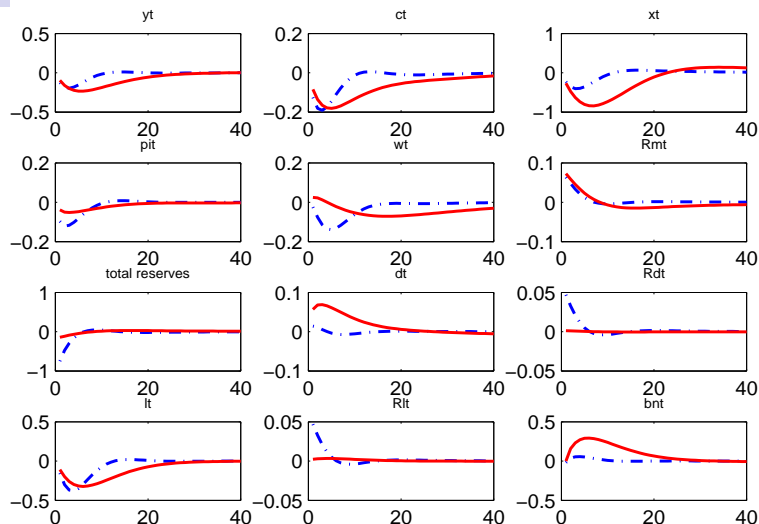 yt ct xt
0.5 0.2 1
0 0 0
−0.5 −0.2 −1
0 20 40 0 20 40 0 20 40
pit wt Rmt
0.2 0.2 0.1
0 0 0
−0.2 −0.2 −0.1
0 20 40 0 20 40 0 20 40
total reserves dt Rdt
1 0.1 0.05
0 0 0
−1 −0.1 −0.05
0 20 40 0 20 40 0 20 40
lt Rlt bnt
0.5 0.05 0.5
0 0 0
−0.5 −0.05 −0.5
0 20 40 0 20 40 0 20 40